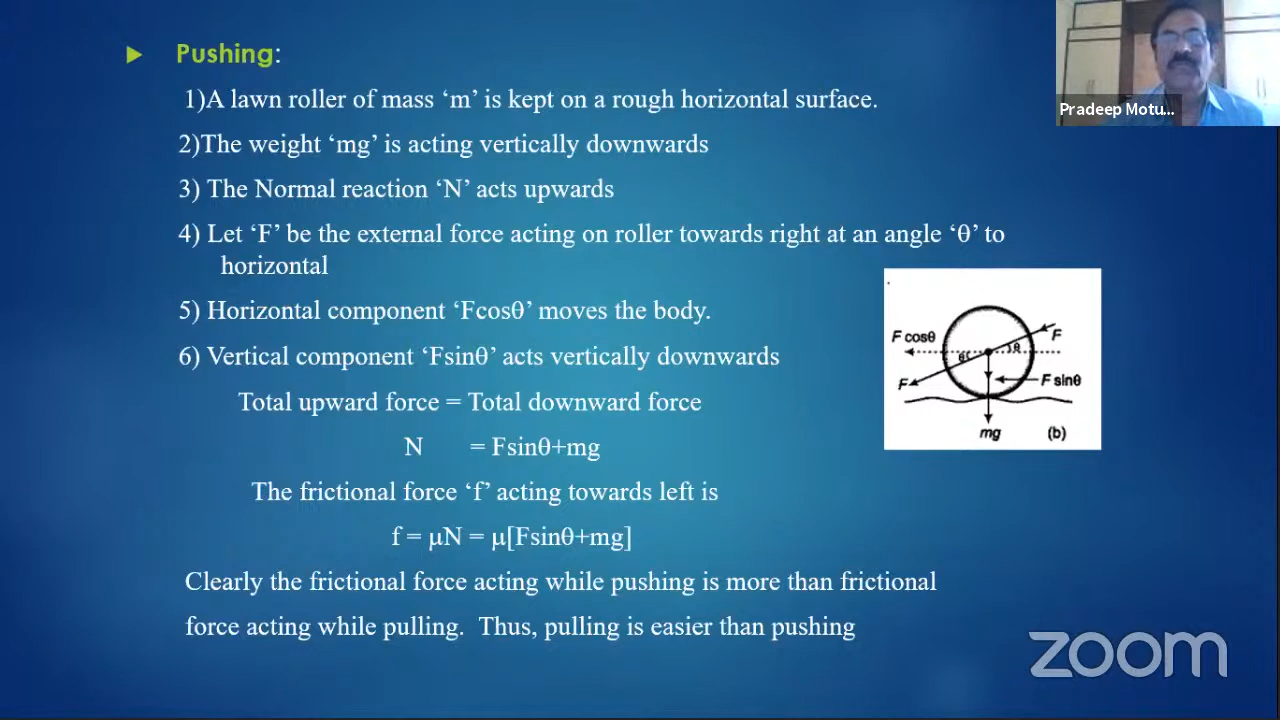 Pushing:
1)A lawn roller of mass ‘m’ is kept on a rough horizontal surface.
2)The weight ‘mg’ is acting vertically downwards
3) The Normal reaction ‘N’ acts upwards
4) Let ‘F’ be the external force acting on roller towards right at an angle ‘θ’ to
horizontal
5) Horizontal component ‘Fcosθ’ moves the body.
6) Vertical component ‘Fsinθ’ acts vertically downwards
Total upward force = Total downward force
N = Fsinθ+mg
The frictional force ‘f’ acting towards left is
f = μN = μ[Fsinθ+mg]
Clearly the frictional force acting while pushing is more than frictional
force acting while pulling. Thus, pulling is easier than pushing
Pradeep Motu...
F cosθ
F
θ
θ
F
F sinθ
mg
(b)
zoom